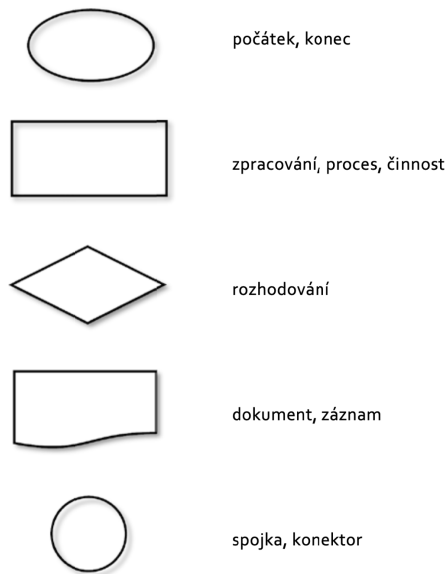 počátek, konec
zpracování, proces, činnost
rozhodování
dokument, záznam
spojka, konektor